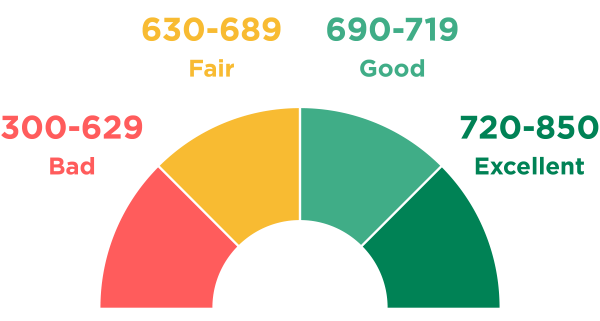 630-689
Fair
690-719
Good
300-629
Bad
720-850
Excellent